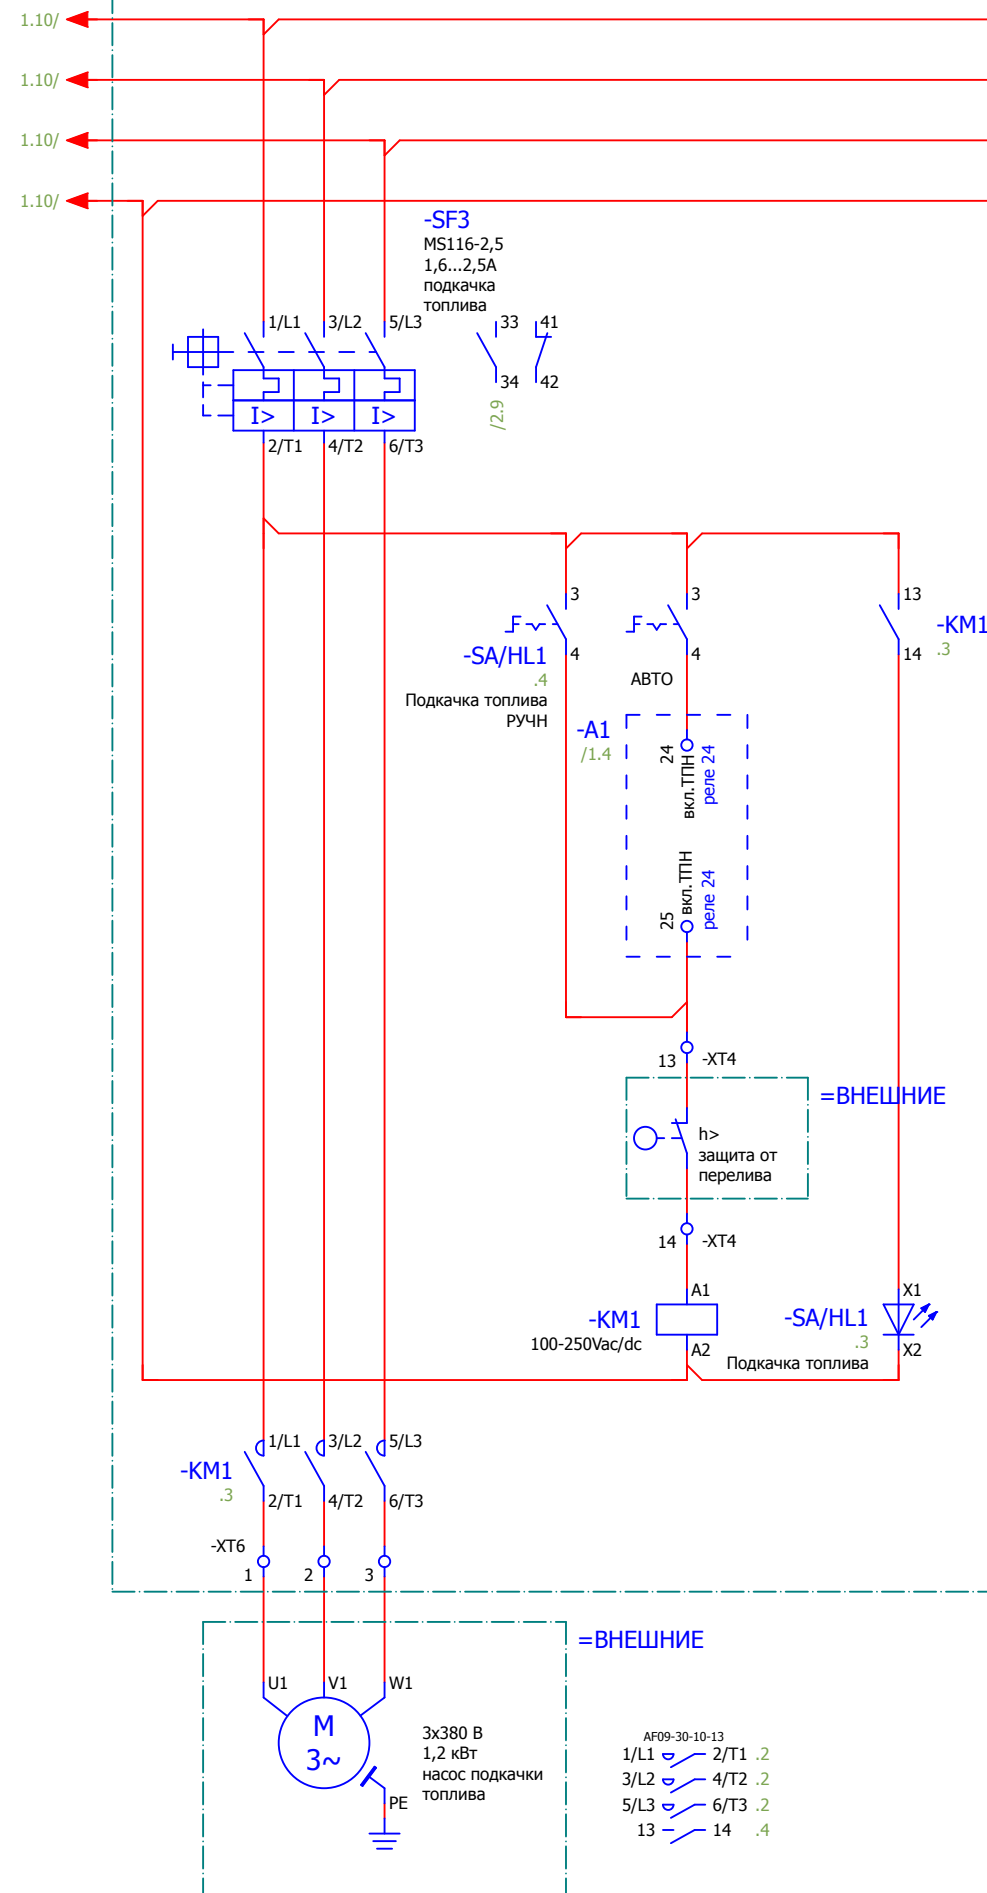 1.10/
1.10/
1.10/
1.10/
-SF3
MS116-2,5
1,6...2,5A
подкачка
топлива
1/L1 3/L2 5/L3
33 41
34 42
/2.9
I> I> I>
2/T1 4/T2 6/T3
3 3 13
-KM1
.3
4 4 14
-SA/HL1
.4
Подкачка топлива
РУЧН
АВТО
-A1
/1.4
24
вкл.ТПН
реле 24
25
вкл.ТПН
реле 24
13 -XT4
=ВНЕШНИЕ
h>
защита от
перелива
14 -XT4
A1
-KM1
100-250Vac/dc
A2
X1
-SA/HL1
.3
Подкачка топлива
X2
1/L1 3/L2 5/L3
-KM1
.3
2/T1 4/T2 6/T3
-XT6
1 2 3
=ВНЕШНИЕ
U1 V1 W1
M
3~
3x380 В
1,2 кВт
насос подкачки
топлива
PE
AF09-30-10-13
1/L1 2/T1 .2
3/L2 4/T2 .2
5/L3 6/T3 .2
13 14 .4